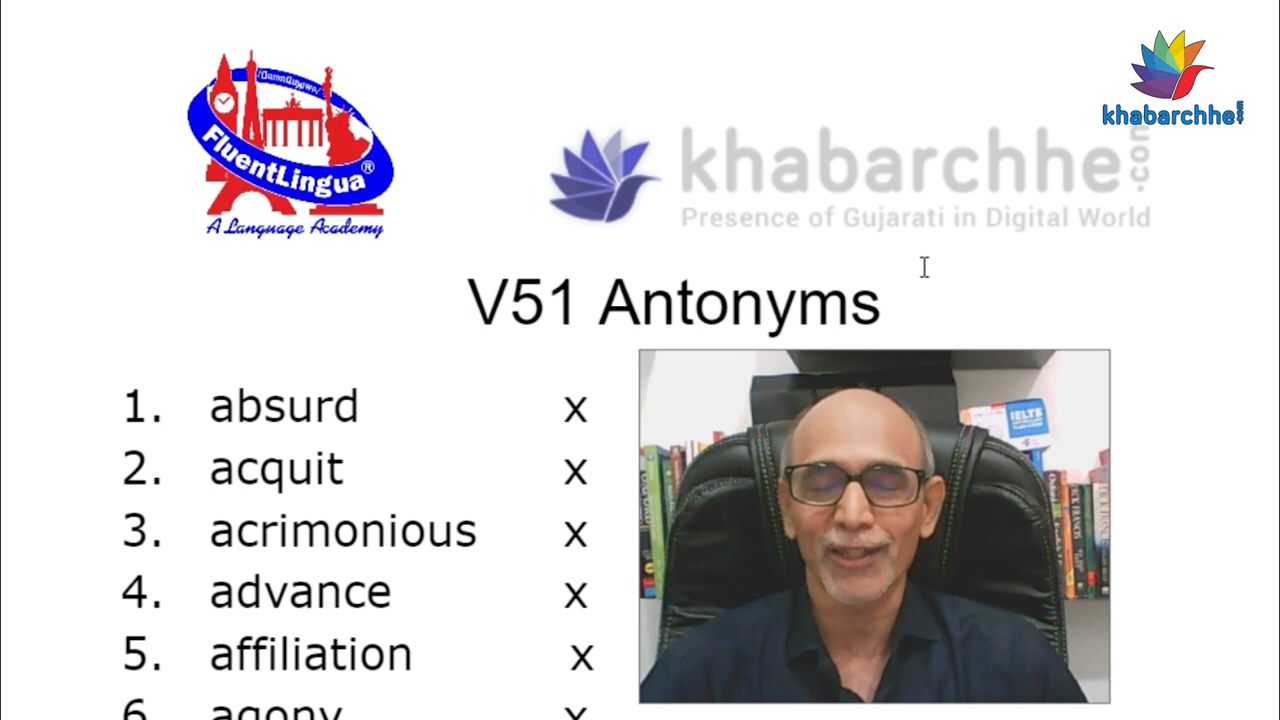 FluentLingua®
A Language Academy
khabarchhe.com
Presence of Gujarati in Digital World
khabarchhe.com
V51 Antonyms
1. absurd x
2. acquit x
3. acrimonious x
4. advance x
5. affiliation x
6. agony x
IELTS